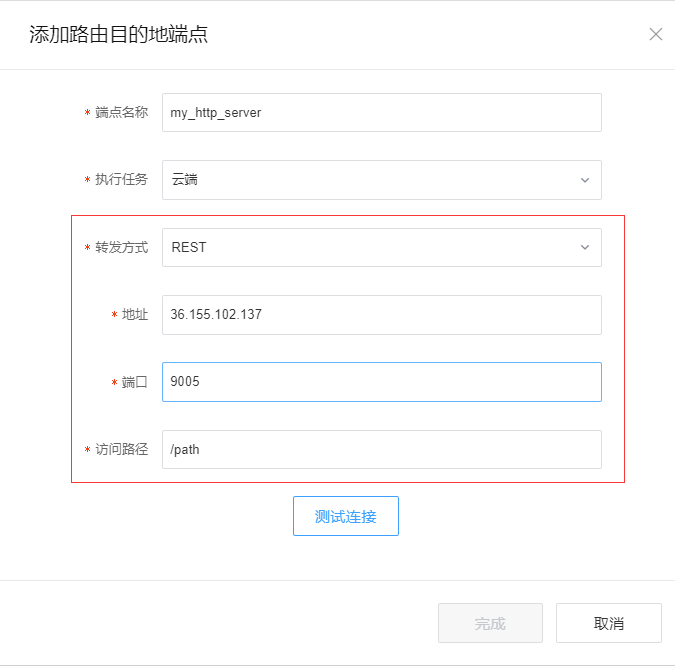 添加路由目的地端点
* 端点名称 my_http_server
* 执行任务 云端
* 转发方式 REST
* 地址 36.155.102.137
* 端口 9005
* 访问路径 /path
测试连接
完成 取消